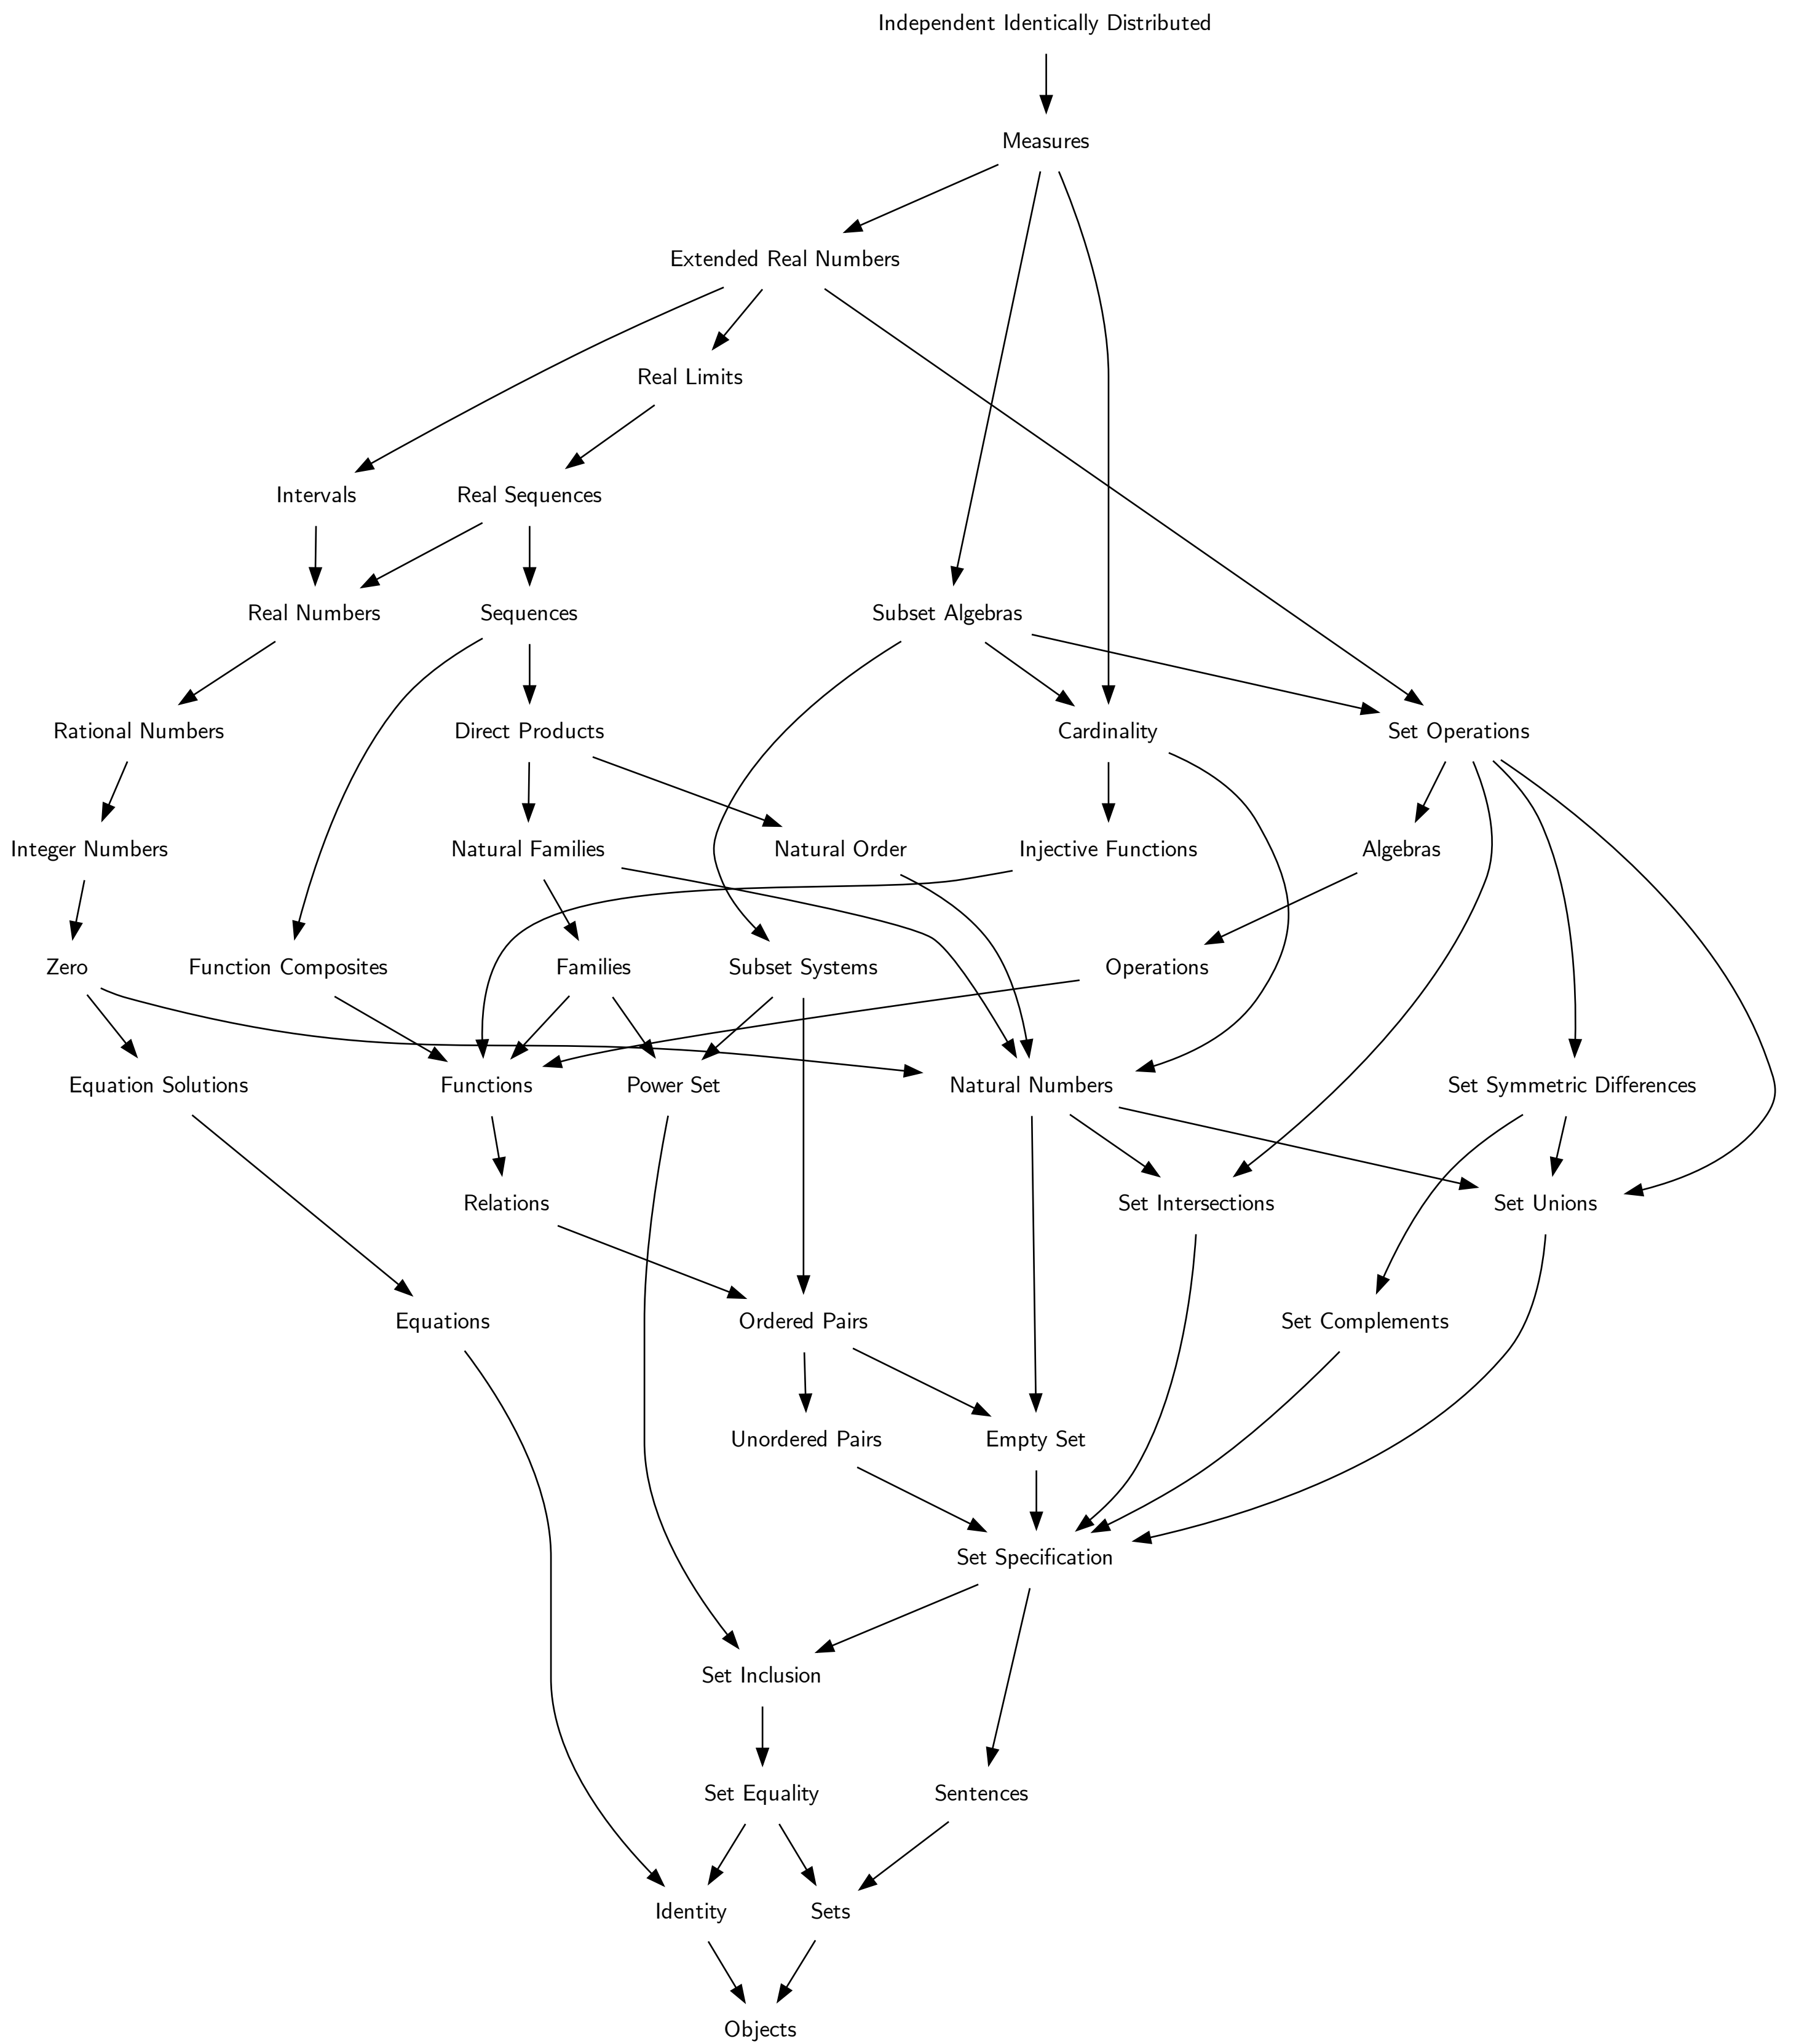 Independent Identically Distributed
Measures
Extended Real Numbers
Real Limits
Intervals
Real Sequences
Real Numbers
Sequences
Subset Algebras
Rational Numbers
Direct Products
Cardinality
Set Operations
Integer Numbers
Natural Families
Natural Order
Injective Functions
Algebras
Zero
Function Composites
Families
Subset Systems
Operations
Equation Solutions
Functions
Power Set
Natural Numbers
Set Symmetric Differences
Relations
Set Intersections
Set Unions
Equations
Ordered Pairs
Set Complements
Unordered Pairs
Empty Set
Set Specification
Set Inclusion
Set Equality
Sentences
Identity
Sets
Objects